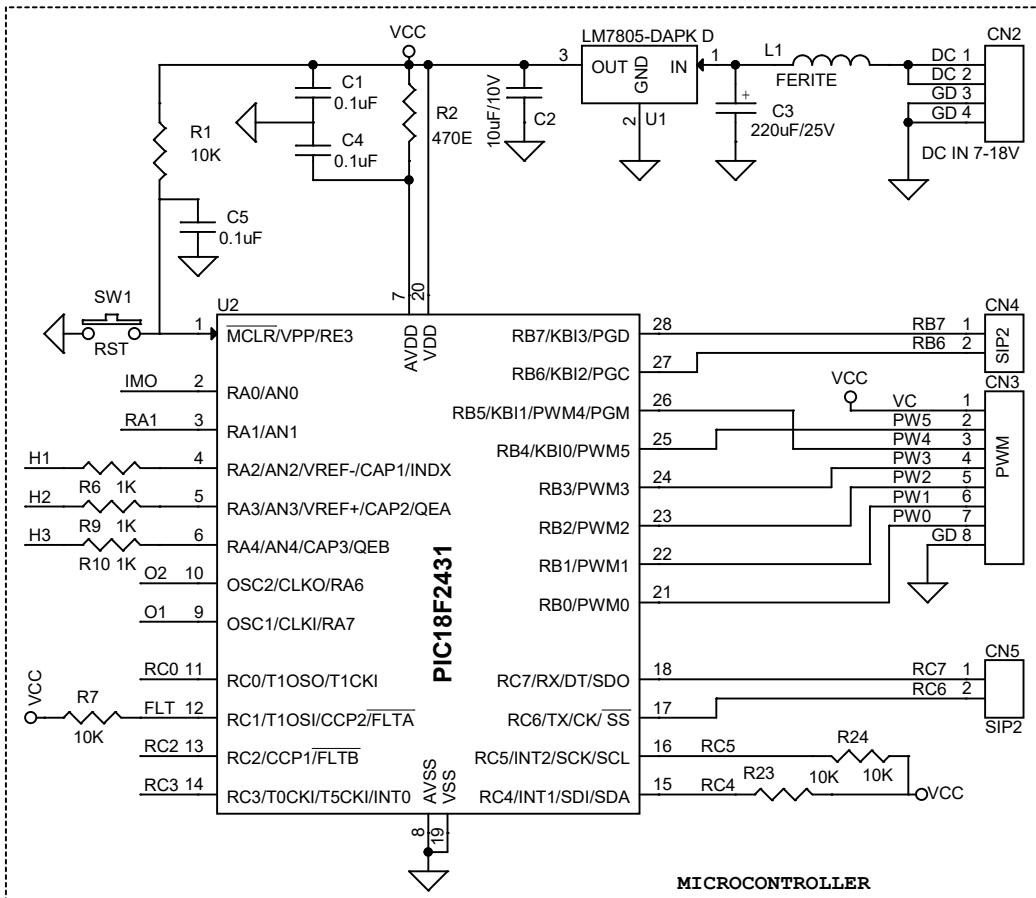 VCC
LM7805-DAPK D
CN2
3
OUT
GND
IN
1
L1
FERITE
DC 1
DC 2
GD 3
GD 4
DC IN 7-18V
C1
0.1uF
C4
0.1uF
R2
470E
10uF/10V
C2
2
U1
+
C3
220uF/25V
R1
10K
C5
0.1uF
SW1
RST
U2
7
20
AVDD
VDD
1
MCLR/VPP/RE3
IMO 2
RA0/AN0
RA1 3
RA1/AN1
H1
R6 1K
4
RA2/AN2/VREF-/CAP1/INDX
H2
R9 1K
5
RA3/AN3/VREF+/CAP2/QEA
H3
R10 1K
6
RA4/AN4/CAP3/QEB
O2 10
OSC2/CLKO/RA6
O1 9
OSC1/CLKI/RA7
RC0 11
RC0/T1OSO/T1CKI
VCC
R7
10K
FLT 12
RC1/T1OSI/CCP2/FLTA
RC2 13
RC2/CCP1/FLTB
RC3 14
RC3/T0CKI/T5CKI/INT0
PIC18F2431
AVSS
VSS
8
19
RB7/KBI3/PGD
28
RB7 1
RB6/KBI2/PGC
27
RB6 2
CN4
SIP2
CN3
VCC
RB5/KBI1/PWM4/PGM
26
VC 1
RB4/KBI0/PWM5
25
PW5 2
PW4 3
RB3/PWM3
24
PW3 4
RB2/PWM2
23
PW2 5
RB1/PWM1
22
PW1 6
RB0/PWM0
21
PW0 7
GD 8
PWM
CN5
RC7/RX/DT/SDO
18
RC7 1
RC6/TX/CK/ SS
17
RC6 2
SIP2
RC5/INT2/SCK/SCL
16
RC5
R24
10K
RC4/INT1/SDI/SDA
15
RC4
R23
10K
VCC
MICROCONTROLLER